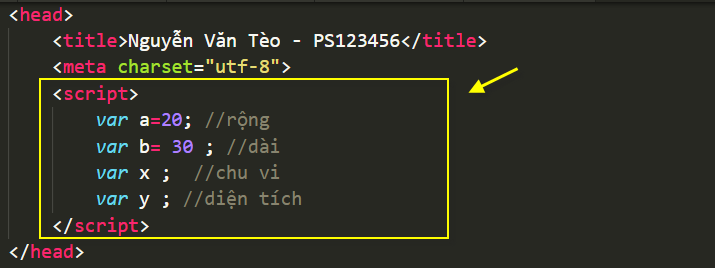 <head>
<title>Nguyễn Văn Tèo - PS123456</title>
<meta charset="utf-8">
<script>
var a=20; //rộng
var b= 30 ; //dài
var x ;  //chu vi
var y ; //diện tích
</script>
</head>